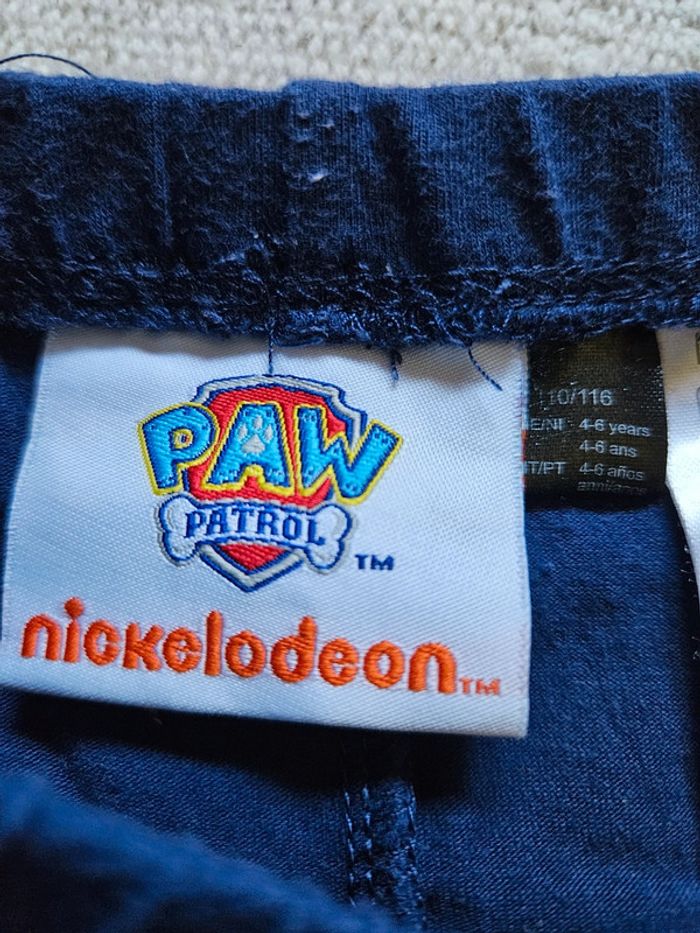 PAW
PATROL
TM
nickelodeon TM
10/116
4-6 years
4-6 ans
IT/PT 4-6 años